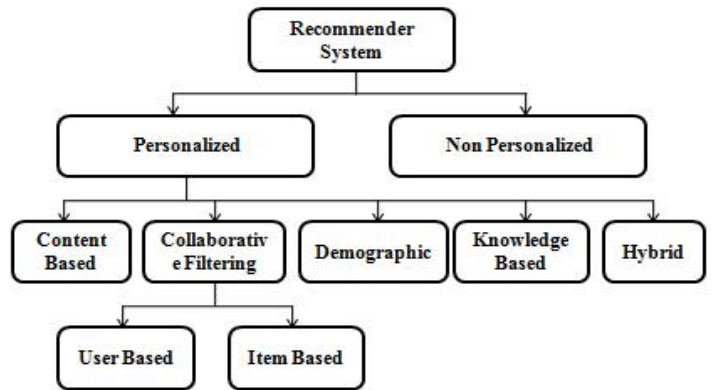 Recommender
System
Personalized
Non Personalized
Content
Based
Collaborativ
e Filtering
Demographic
Knowledge
Based
Hybrid
User Based
Item Based